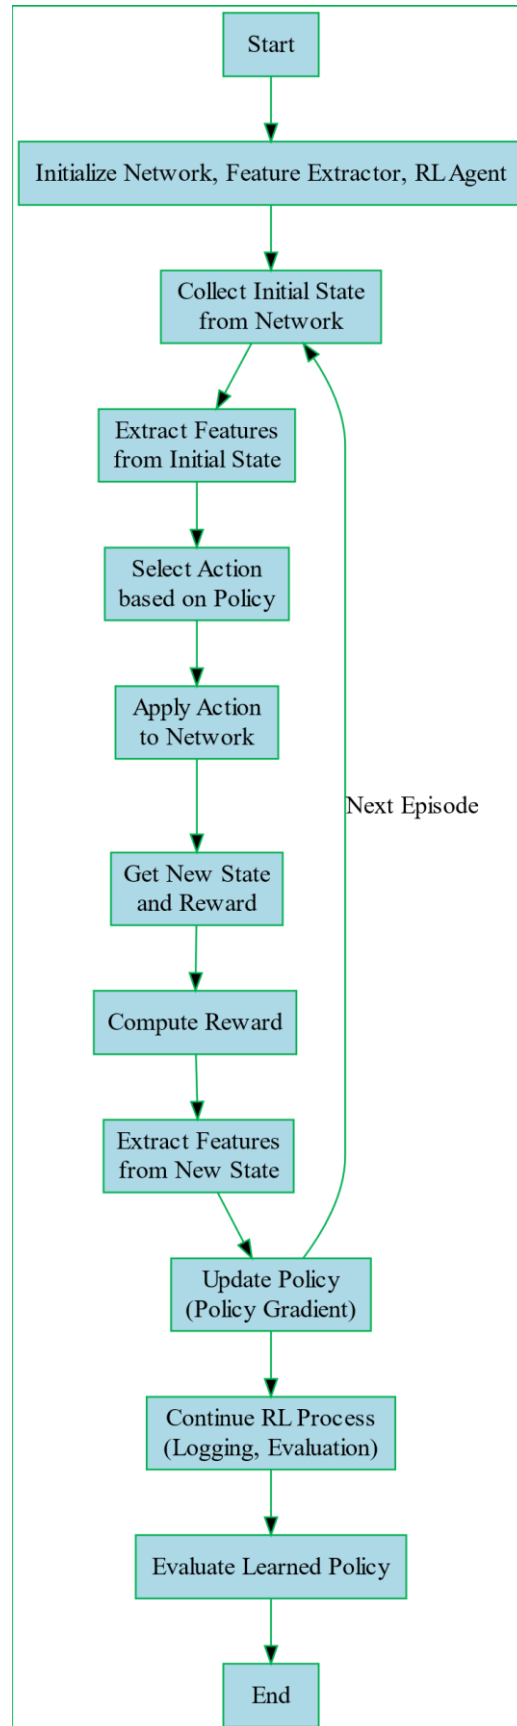 Start
Initialize Network, Feature Extractor, RL Agent
Collect Initial State
from Network
Extract Features
from Initial State
Select Action
based on Policy
Apply Action
to Network
Next Episode
Get New State
and Reward
Compute Reward
Extract Features
from New State
Update Policy
(Policy Gradient)
Continue RL Process
(Logging, Evaluation)
Evaluate Learned Policy
End